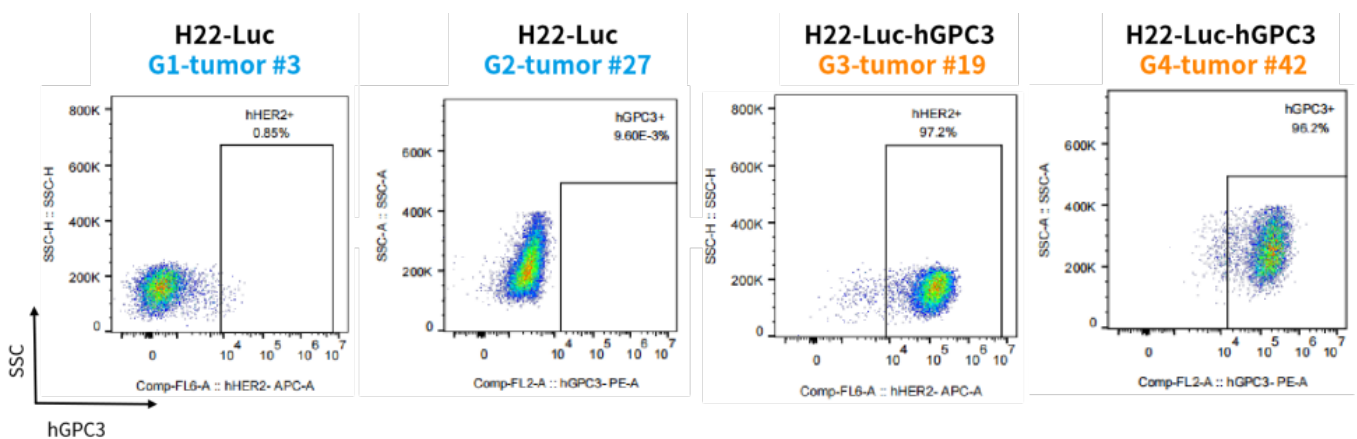 H22-Luc
G1-tumor #3
H22-Luc
G2-tumor #27
H22-Luc-hGPC3
G3-tumor #19
H22-Luc-hGPC3
G4-tumor #42
800K
600K
400K
200K
0
SSC-H :: SSC-H
hHER2+
0.85%
0 10^4 10^5 10^6 10^7
Comp-FL6-A :: hHER2- APC-A
600K
400K
200K
0
SSC-A :: SSC-A
hGPC3+
9.60E-3%
0 10^4 10^5 10^6 10^7
Comp-FL2-A :: hGPC3- PE-A
800K
600K
400K
200K
0
SSC-H :: SSC-H
hHER2+
97.2%
0 10^4 10^5 10^6 10^7
Comp-FL6-A :: hHER2- APC-A
600K
400K
200K
0
SSC-A :: SSC-A
hGPC3+
96.2%
0 10^4 10^5 10^6 10^7
Comp-FL2-A :: hGPC3- PE-A
SSC
hGPC3